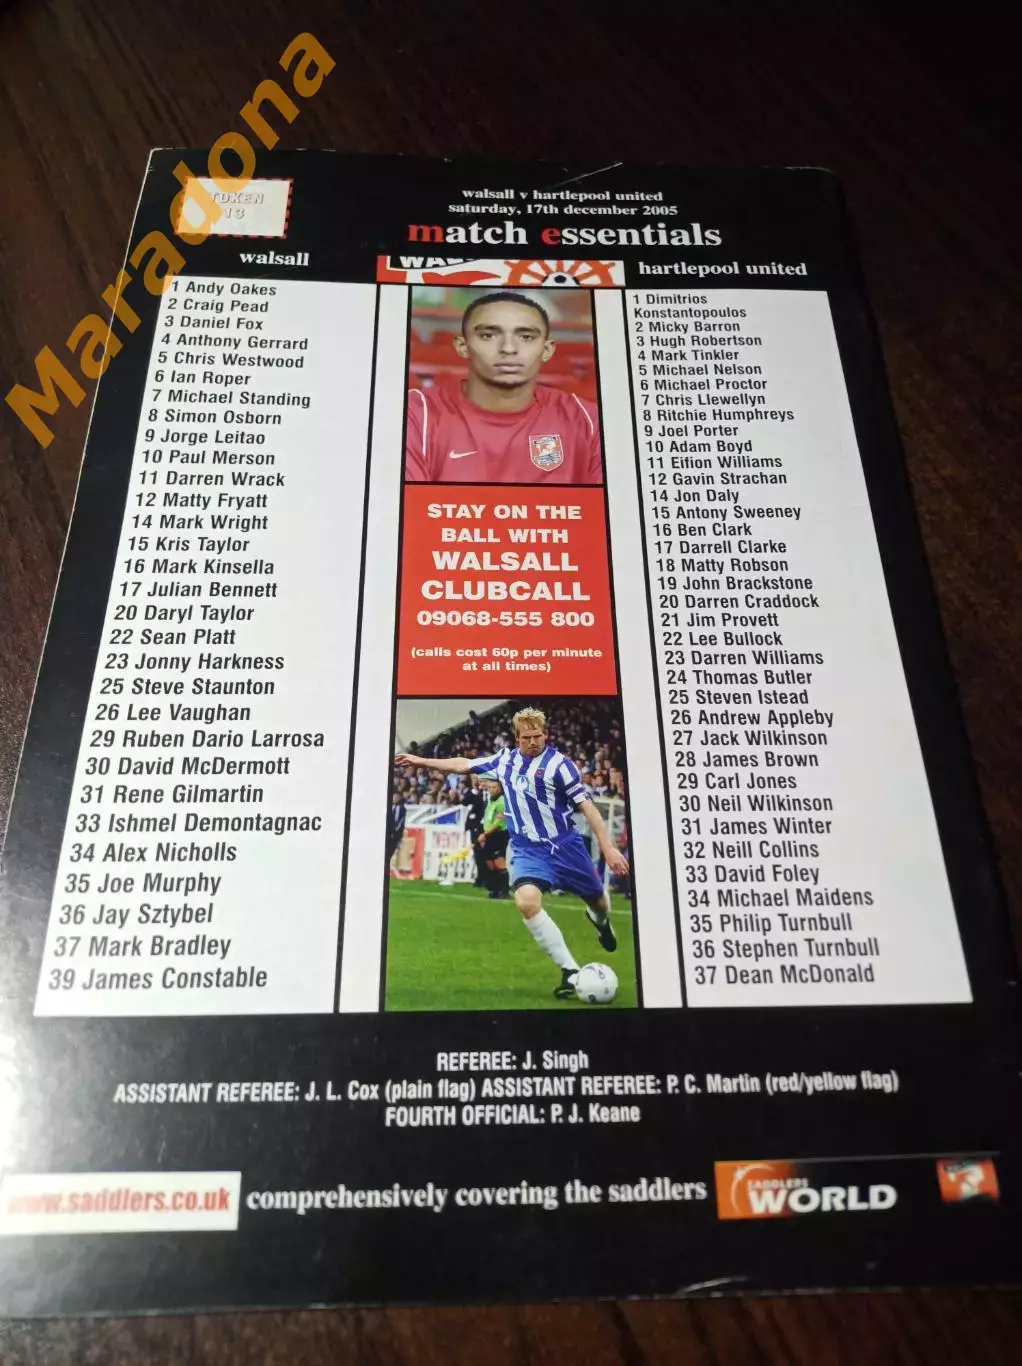 Maradona
TOKEN
13
walsall v hartlepool united
saturday, 17th december 2005
match essentials
walsall
1 Andy Oakes
2 Craig Pead
3 Daniel Fox
4 Anthony Gerrard
5 Chris Westwood
6 Ian Roper
7 Michael Standing
8 Simon Osborn
9 Jorge Leitao
10 Paul Merson
11 Darren Wrack
12 Matty Fryatt
14 Mark Wright
15 Kris Taylor
16 Mark Kinsella
17 Julian Bennett
20 Daryl Taylor
22 Sean Platt
23 Jonny Harkness
25 Steve Staunton
26 Lee Vaughan
29 Ruben Dario Larrosa
30 David McDermott
31 Rene Gilmartin
33 Ishmel Demontagnac
34 Alex Nicholls
35 Joe Murphy
36 Jay Sztybel
37 Mark Bradley
39 James Constable
STAY ON THE
BALL WITH
WALSALL
CLUBCALL
09068-555 800
(calls cost 60p per minute
at all times)
hartlepool united
1 Dimitrios
Konstantopoulos
2 Micky Barron
3 Hugh Robertson
4 Mark Tinkler
5 Michael Nelson
6 Michael Proctor
7 Chris Llewellyn
8 Ritchie Humphreys
9 Joel Porter
10 Adam Boyd
11 Eifion Williams
12 Gavin Strachan
14 Jon Daly
15 Antony Sweeney
16 Ben Clark
17 Darrell Clarke
18 Matty Robson
19 John Brackstone
20 Darren Craddock
21 Jim Provett
22 Lee Bullock
23 Darren Williams
24 Thomas Butler
25 Steven Istead
26 Andrew Appleby
27 Jack Wilkinson
28 James Brown
29 Carl Jones
30 Neil Wilkinson
31 James Winter
32 Neill Collins
33 David Foley
34 Michael Maidens
35 Philip Turnbull
36 Stephen Turnbull
37 Dean McDonald
REFEREE: J. Singh
ASSISTANT REFEREE: J. L. Cox (plain flag) ASSISTANT REFEREE: P. C. Martin (red/yellow flag)
FOURTH OFFICIAL: P. J. Keane
www.saddlers.co.uk comprehensively covering the saddlers
SADDLERS
WORLD